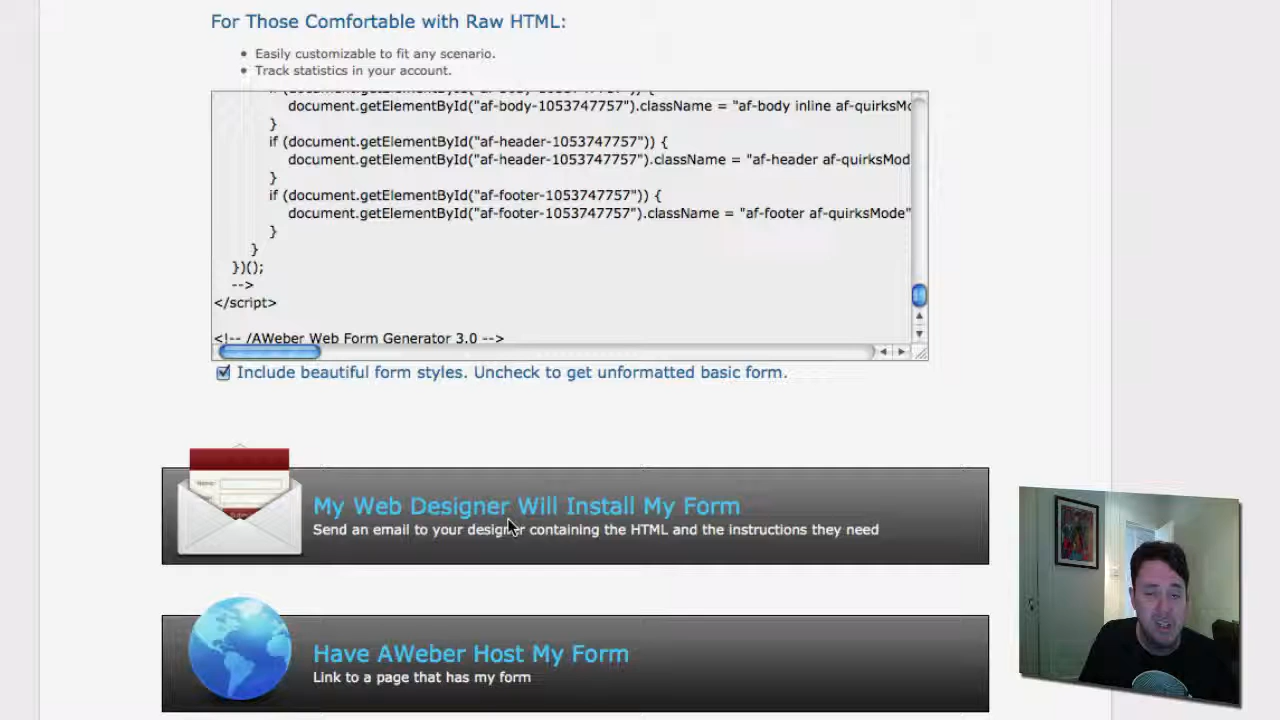 For Those Comfortable with Raw HTML:
Easily customizable to fit any scenario.
Track statistics in your account.
document.getElementById("af-body-1053747757").className = "af-body inline af-quirksMo
}
if (document.getElementById("af-header-1053747757")) {
document.getElementById("af-header-1053747757").className = "af-header af-quirksMod
}
if (document.getElementById("af-footer-1053747757")) {
document.getElementById("af-footer-1053747757").className = "af-footer af-quirksMode"
}
}
})();
-->
</script>
<!-- /AWeber Web Form Generator 3.0 -->
Include beautiful form styles. Uncheck to get unformatted basic form.
My Web Designer Will Install My Form
Send an email to your designer containing the HTML and the instructions they need
Have AWeber Host My Form
Link to a page that has my form